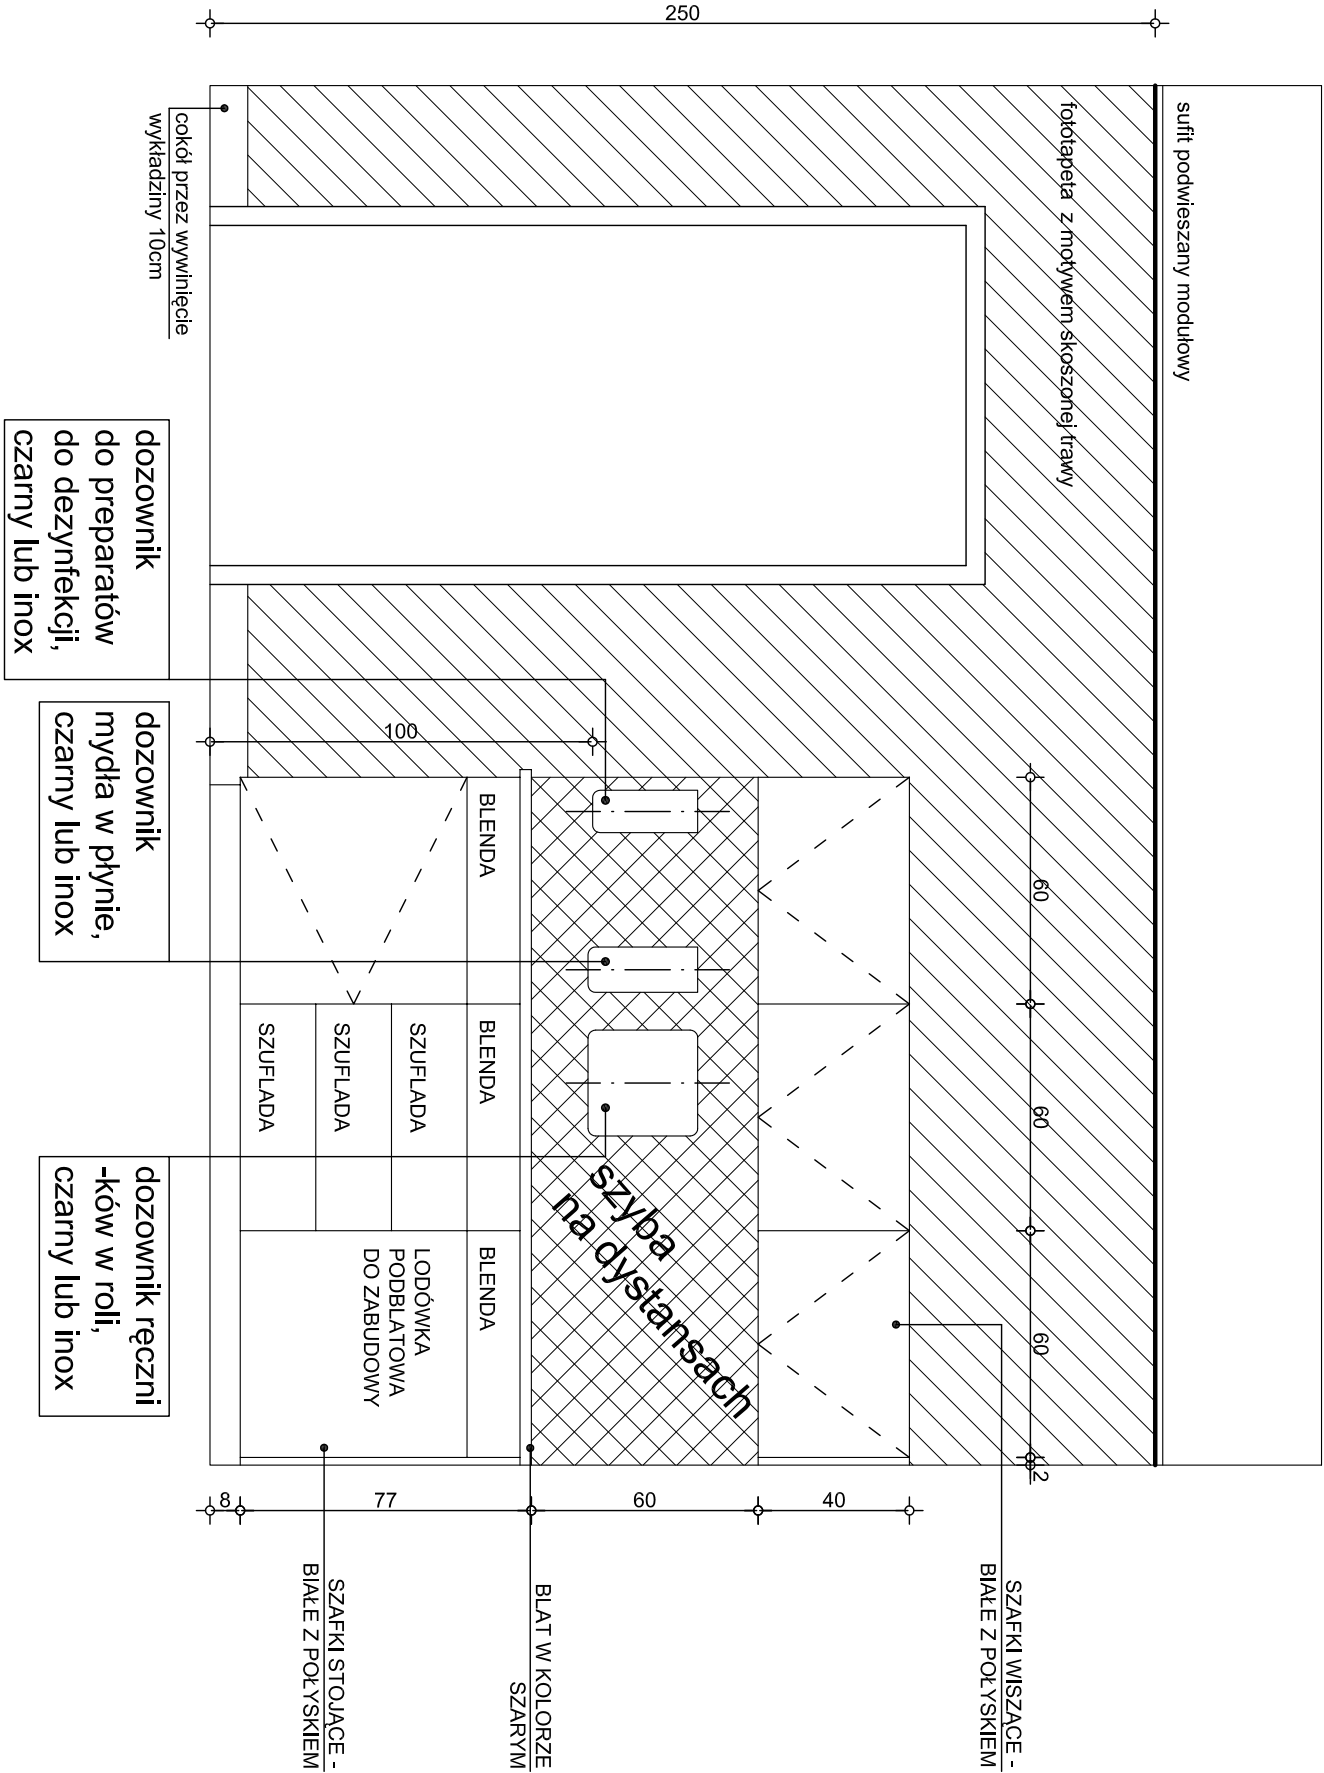 sufit podwieszany modułowy
fototapeta z motywem skoszonej trawy
250
60
60
60
2
40
60
77
8
100
SZAFKI WISZĄCE -
BIAŁE Z POŁYSKIEM
szyba
na dystansach
BLAT W KOLORZE
SZARYM
BLENDA
BLENDA
BLENDA
SZUFLADA
SZUFLADA
SZUFLADA
LODÓWKA
PODBLATOWA
DO ZABUDOWY
SZAFKI STOJĄCE -
BIAŁE Z POŁYSKIEM
cokół przez wywinięcie
wykładziny 10cm
dozownik
do preparatów
do dezynfekcji,
czarny lub inox
dozownik
mydła w płynie,
czarny lub inox
dozownik ręczni
-ków w roli,
czarny lub inox